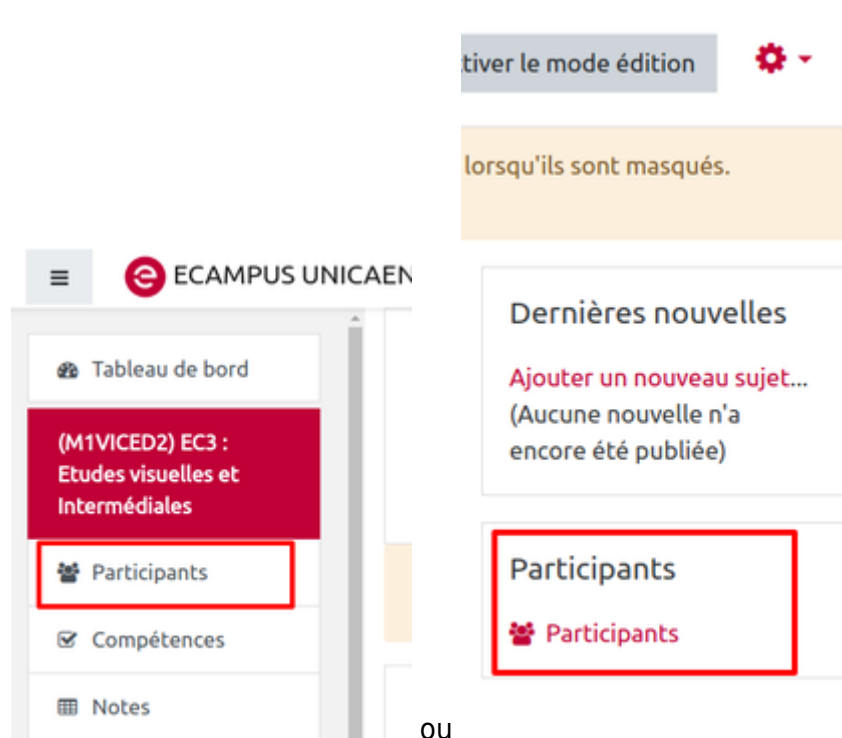 ECAMPUS UNICAEN
Tableau de bord
(M1VICED2) EC3 :
Etudes visuelles et
Intermédiales
Participants
Compétences
Notes
ou
tiver le mode édition
lorsqu'ils sont masqués.
Dernières nouvelles
Ajouter un nouveau sujet...
(Aucune nouvelle n'a
encore été publiée)
Participants
Participants